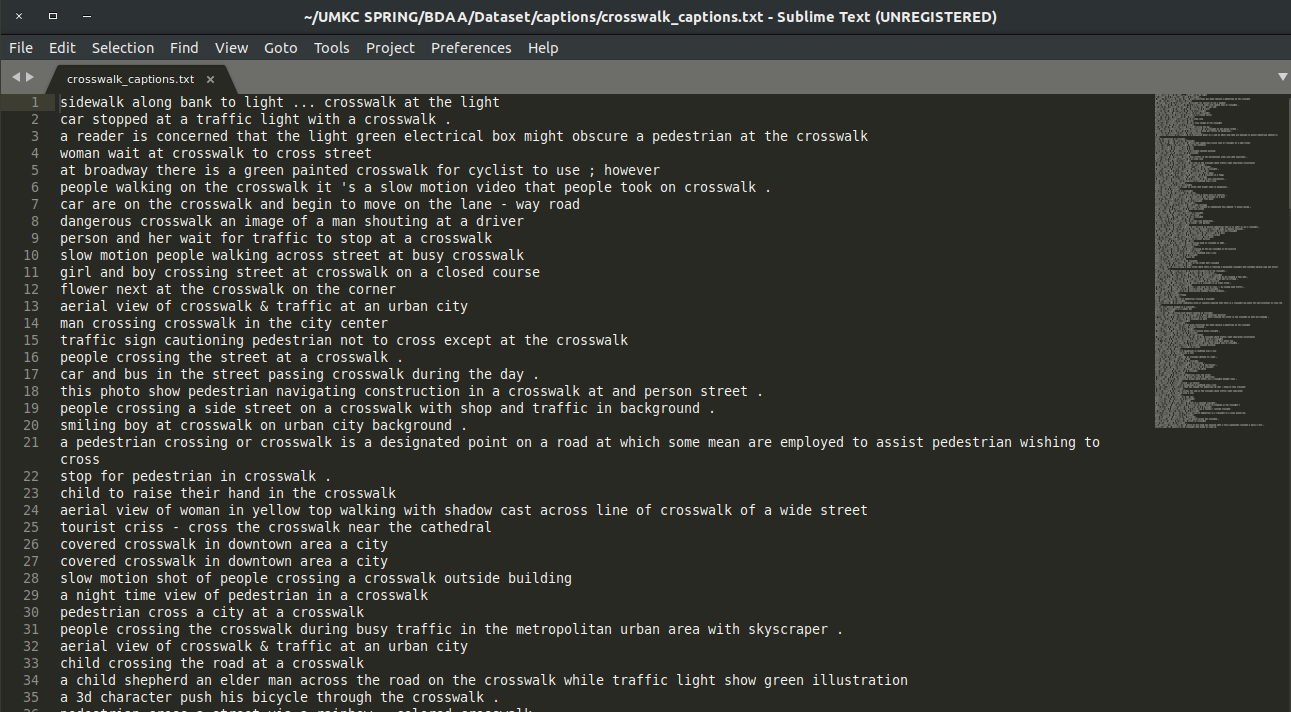 ~/UMKC SPRING/BDAA/Dataset/captions/crosswalk_captions.txt - Sublime Text (UNREGISTERED)
File Edit Selection Find View Goto Tools Project Preferences Help
crosswalk_captions.txt
1 sidewalk along bank to light ... crosswalk at the light
2 car stopped at a traffic light with a crosswalk .
3 a reader is concerned that the light green electrical box might obscure a pedestrian at the crosswalk
4 woman wait at crosswalk to cross street
5 at broadway there is a green painted crosswalk for cyclist to use ; however
6 people walking on the crosswalk it 's a slow motion video that people took on crosswalk .
7 car are on the crosswalk and begin to move on the lane - way road
8 dangerous crosswalk an image of a man shouting at a driver
9 person and her wait for traffic to stop at a crosswalk
10 slow motion people walking across street at busy crosswalk
11 girl and boy crossing street at crosswalk on a closed course
12 flower next at the crosswalk on the corner
13 aerial view of crosswalk & traffic at an urban city
14 man crossing crosswalk in the city center
15 traffic sign cautioning pedestrian not to cross except at the crosswalk
16 people crossing the street at a crosswalk .
17 car and bus in the street passing crosswalk during the day .
18 this photo show pedestrian navigating construction in a crosswalk at and person street .
19 people crossing a side street on a crosswalk with shop and traffic in background .
20 smiling boy at crosswalk on urban city background .
21 a pedestrian crossing or crosswalk is a designated point on a road at which some mean are employed to assist pedestrian wishing to
cross
22 stop for pedestrian in crosswalk .
23 child to raise their hand in the crosswalk
24 aerial view of woman in yellow top walking with shadow cast across line of crosswalk of a wide street
25 tourist criss - cross the crosswalk near the cathedral
26 covered crosswalk in downtown area a city
27 covered crosswalk in downtown area a city
28 slow motion shot of people crossing a crosswalk outside building
29 a night time view of pedestrian in a crosswalk
30 pedestrian cross a city at a crosswalk
31 people crossing the crosswalk during busy traffic in the metropolitan urban area with skyscraper .
32 aerial view of crosswalk & traffic at an urban city
33 child crossing the road at a crosswalk
34 a child shepherd an elder man across the road on the crosswalk while traffic light show green illustration
35 a 3d character push his bicycle through the crosswalk .